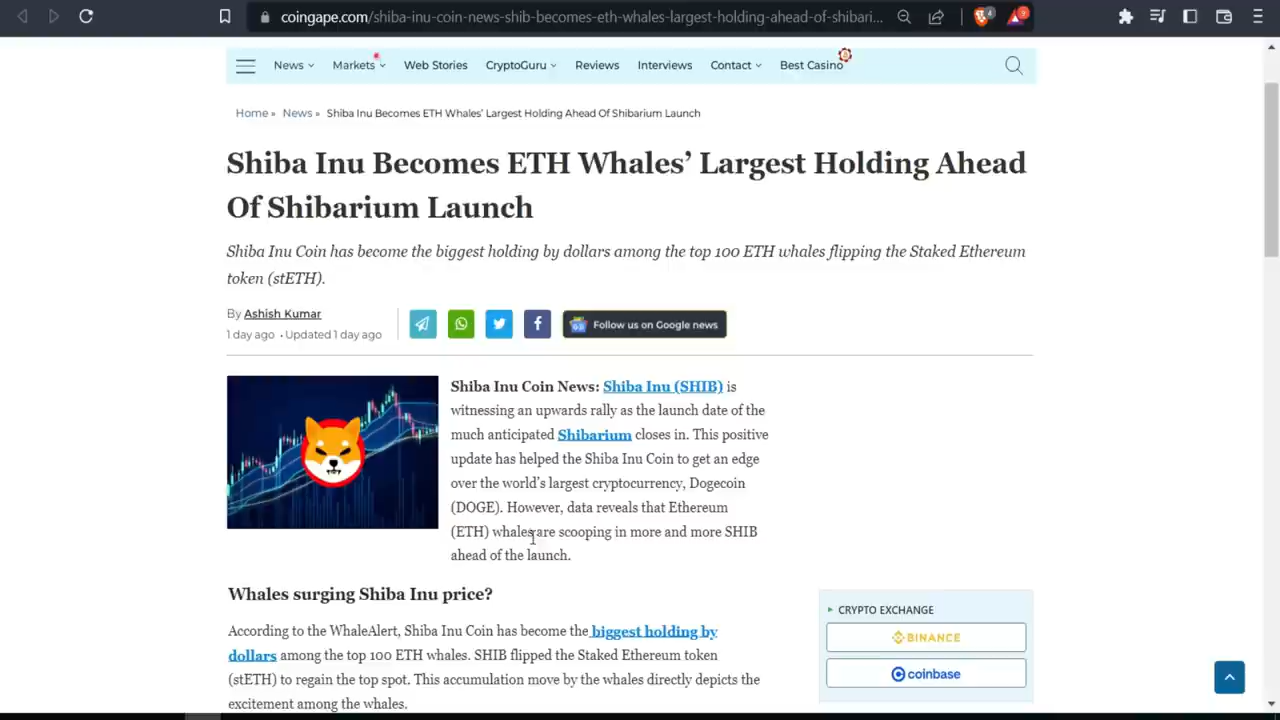 coingape.com/shiba-inu-coin-news-shib-becomes-eth-whales-largest-holding-ahead-of-shibari...
4
9
News
Markets
Web Stories
CryptoGuru
Reviews
Interviews
Contact
Best Casino
Home » News » Shiba Inu Becomes ETH Whales' Largest Holding Ahead Of Shibarium Launch
Shiba Inu Becomes ETH Whales' Largest Holding Ahead
Of Shibarium Launch
Shiba Inu Coin has become the biggest holding by dollars among the top 100 ETH whales flipping the Staked Ethereum
token (stETH).
By Ashish Kumar
1 day ago • Updated 1 day ago
Follow us on Google news
Shiba Inu Coin News: Shiba Inu (SHIB) is
witnessing an upwards rally as the launch date of the
much anticipated Shibarium closes in. This positive
update has helped the Shiba Inu Coin to get an edge
over the world's largest cryptocurrency, Dogecoin
(DOGE). However, data reveals that Ethereum
(ETH) whales are scooping in more and more SHIB
ahead of the launch.
Whales surging Shiba Inu price?
According to the WhaleAlert, Shiba Inu Coin has become the biggest holding by
dollars among the top 100 ETH whales. SHIB flipped the Staked Ethereum token
(stETH) to regain the top spot. This accumulation move by the whales directly depicts the
excitement among the whales.
CRYPTO EXCHANGE
BINANCE
coinbase